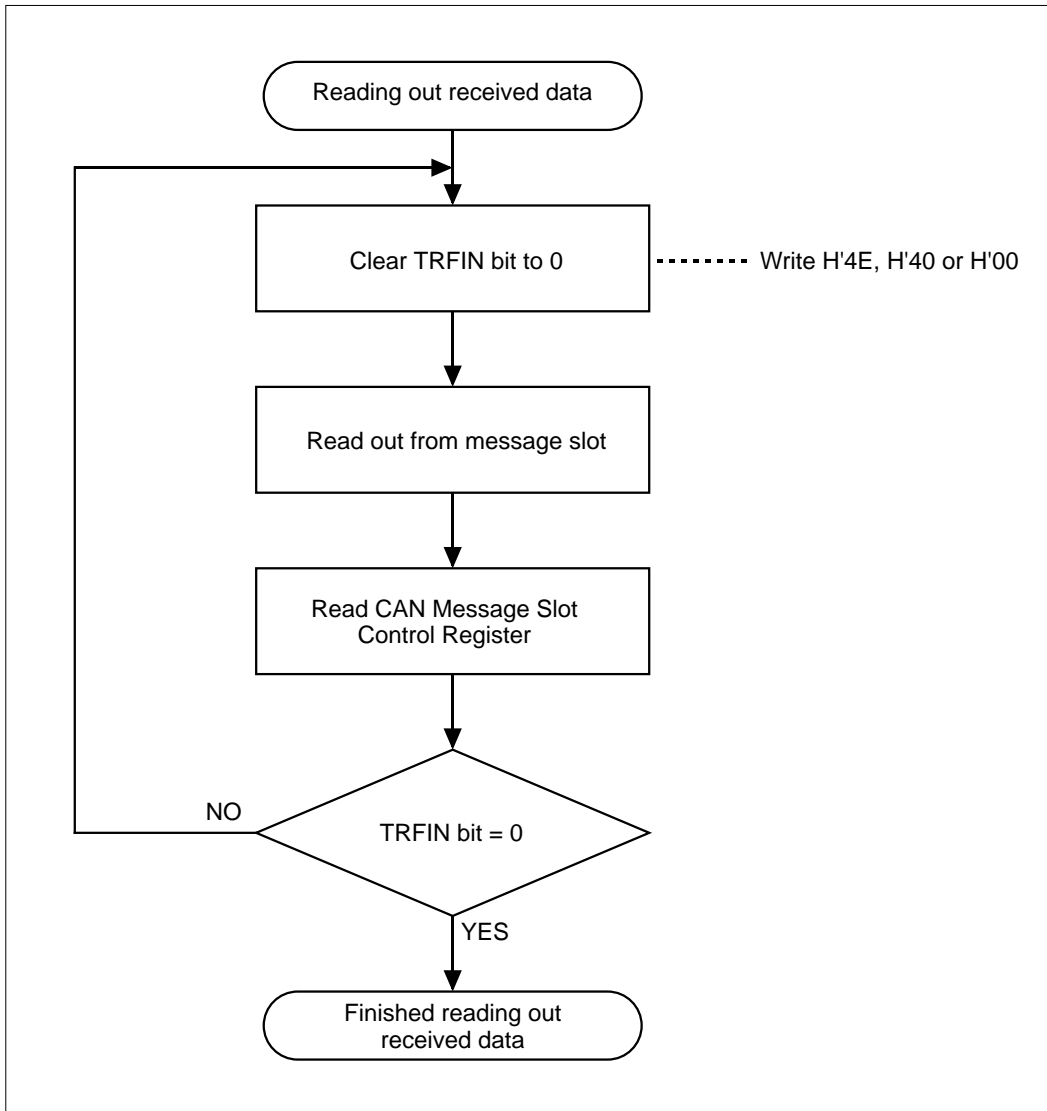 Reading out received data
Clear TRFIN bit to 0
Write H'4E, H'40 or H'00
Read out from message slot
Read CAN Message Slot
Control Register
NO
TRFIN bit = 0
YES
Finished reading out
received data